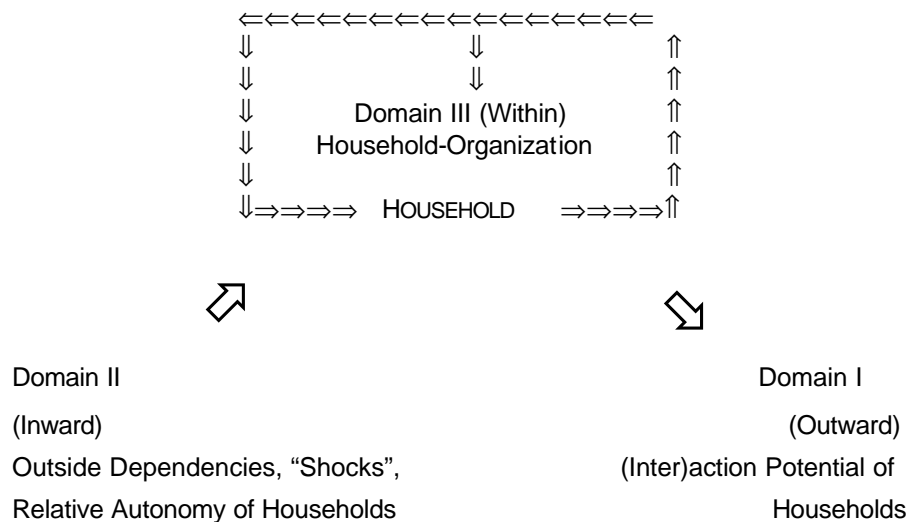 ⇐⇐⇐⇐⇐⇐⇐⇐⇐⇐⇐⇐⇐⇐⇐⇐
⇓ ⇓ ⇑
⇓ ⇓ ⇑
⇓ Domain III (Within) ⇑
⇓ Household-Organization ⇑
⇓ ⇑
⇓⇒⇒⇒⇒ HOUSEHOLD ⇒⇒⇒⇒⇑
Domain II Domain I
(Inward) (Outward)
Outside Dependencies, “Shocks”, (Inter)action Potential of
Relative Autonomy of Households Households